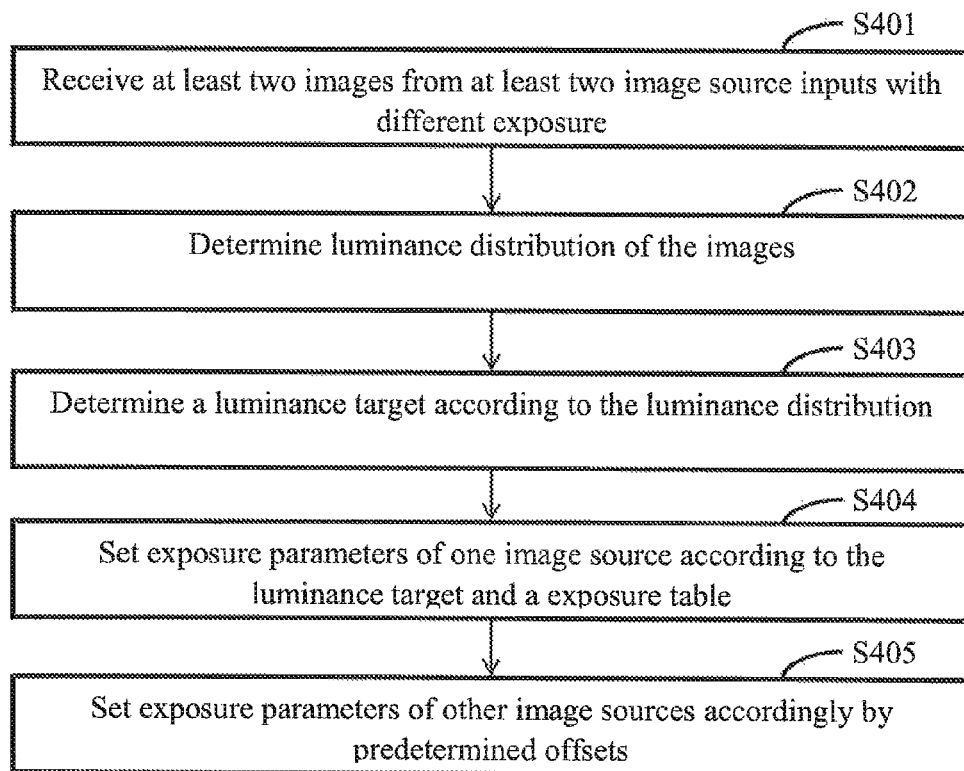 S401
Receive at least two images from at least two image source inputs with
different exposure
S402
Determine luminance distribution of the images
S403
Determine a luminance target according to the luminance distribution
S404
Set exposure parameters of one image source according to the
luminance target and a exposure table
S405
Set exposure parameters of other image sources accordingly by
predetermined offsets